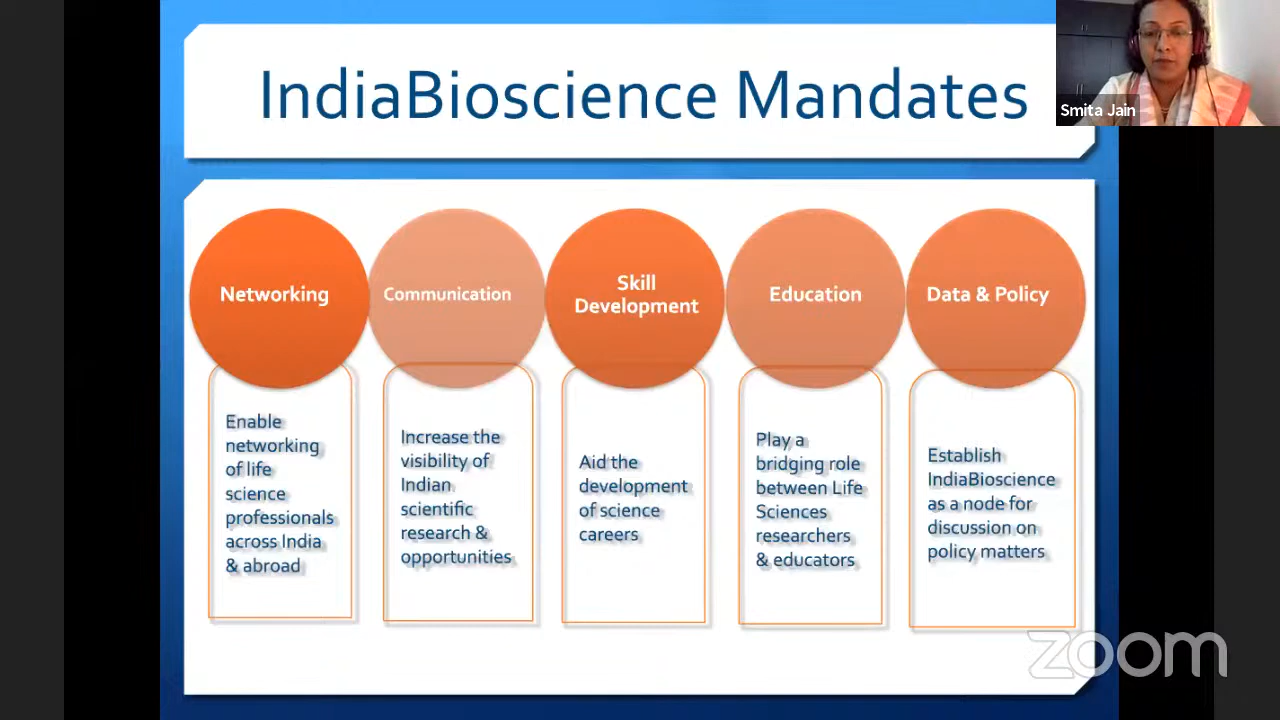 IndiaBioscience Mandates
Smita Jain
Networking
Communication
Skill
Development
Education
Data & Policy
Enable
networking
of life
science
professionals
across India
& abroad
Increase the
visibility of
Indian
scientific
research &
opportunities
Aid the
development
of science
careers
Play a
bridging role
between Life
Sciences
researchers
& educators
Establish
IndiaBioscience
as a node for
discussion on
policy matters
zoom